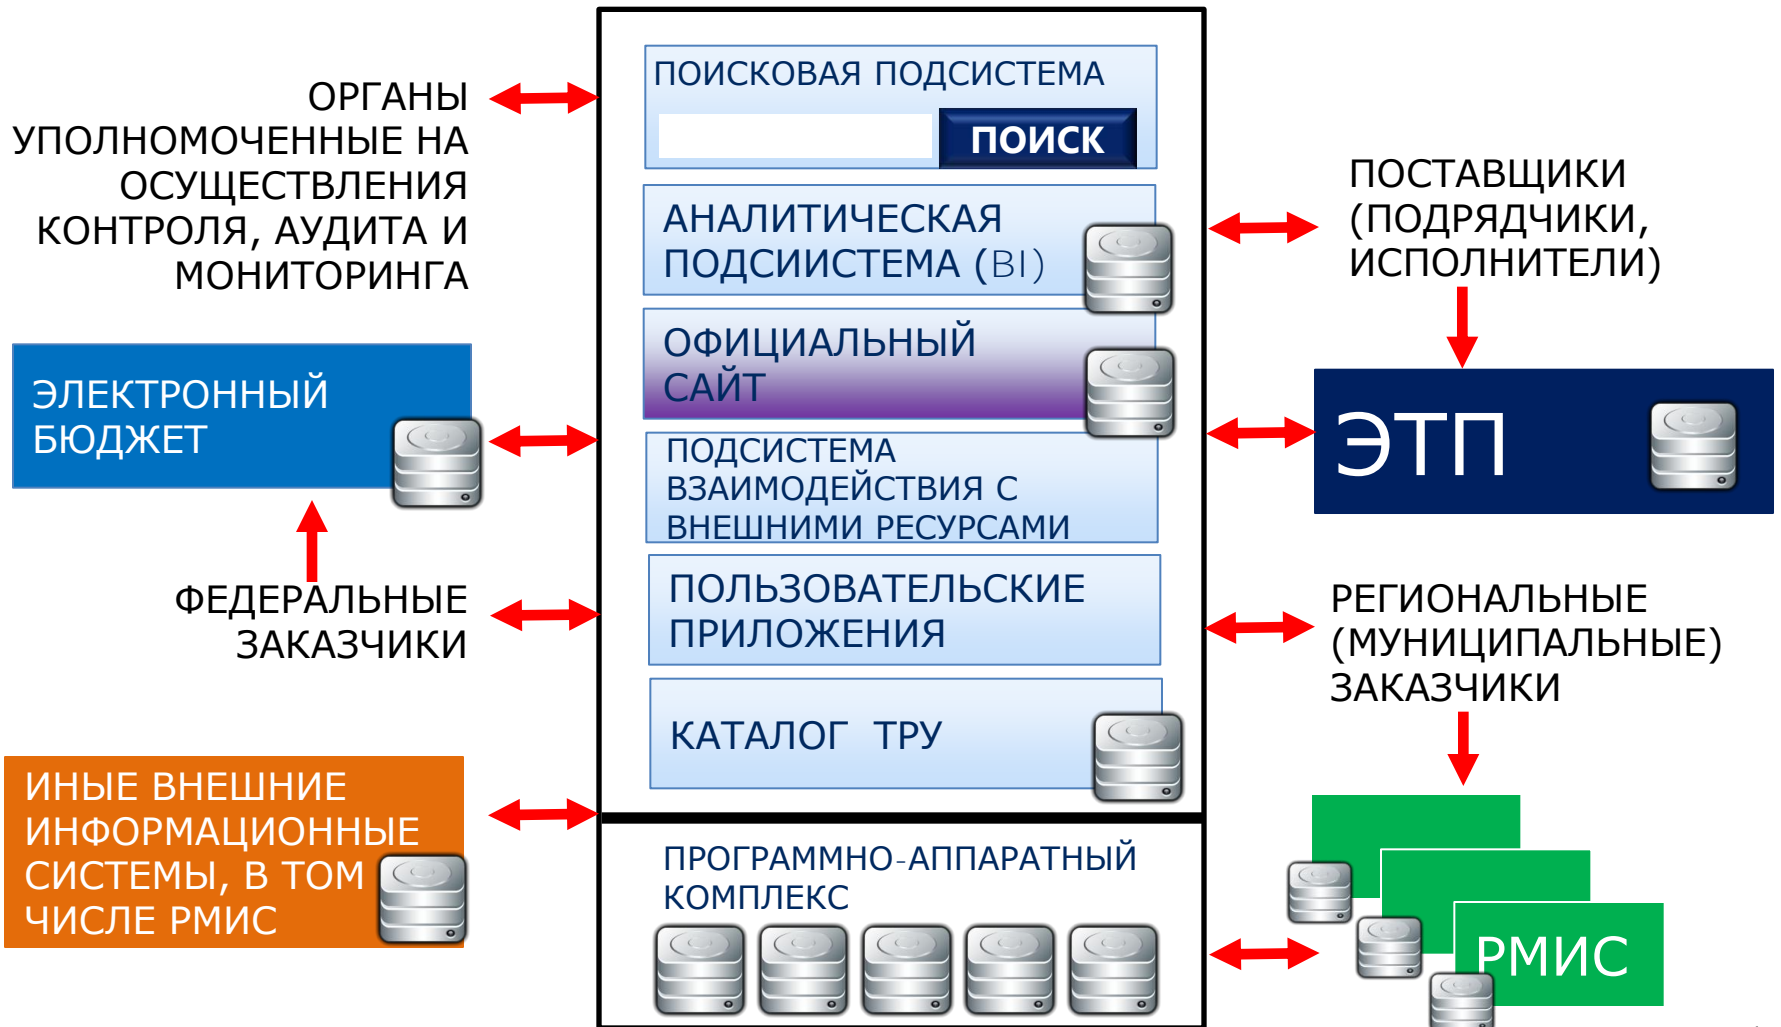 ОРГАНЫ
УПОЛНОМОЧЕННЫЕ НА
ОСУЩЕСТВЛЕНИЯ
КОНТРОЛЯ, АУДИТА И
МОНИТОРИНГА
ЭЛЕКТРОННЫЙ
БЮДЖЕТ
ФЕДЕРАЛЬНЫЕ
ЗАКАЗЧИКИ
ИНЫЕ ВНЕШНИЕ
ИНФОРМАЦИОННЫЕ
СИСТЕМЫ, В ТОМ
ЧИСЛЕ РМИС
ПОИСКОВАЯ ПОДСИСТЕМА
ПОИСК
АНАЛИТИЧЕСКАЯ
ПОДСИИСТЕМА (BI)
ОФИЦИАЛЬНЫЙ
САЙТ
ПОДСИСТЕМА
ВЗАИМОДЕЙСТВИЯ С
ВНЕШНИМИ РЕСУРСАМИ
ПОЛЬЗОВАТЕЛЬСКИЕ
ПРИЛОЖЕНИЯ
КАТАЛОГ ТРУ
ПРОГРАММНО-АППАРАТНЫЙ
КОМПЛЕКС
ПОСТАВЩИКИ
(ПОДРЯДЧИКИ,
ИСПОЛНИТЕЛИ)
ЭТП
РЕГИОНАЛЬНЫЕ
(МУНИЦИПАЛЬНЫЕ)
ЗАКАЗЧИКИ
РМИС